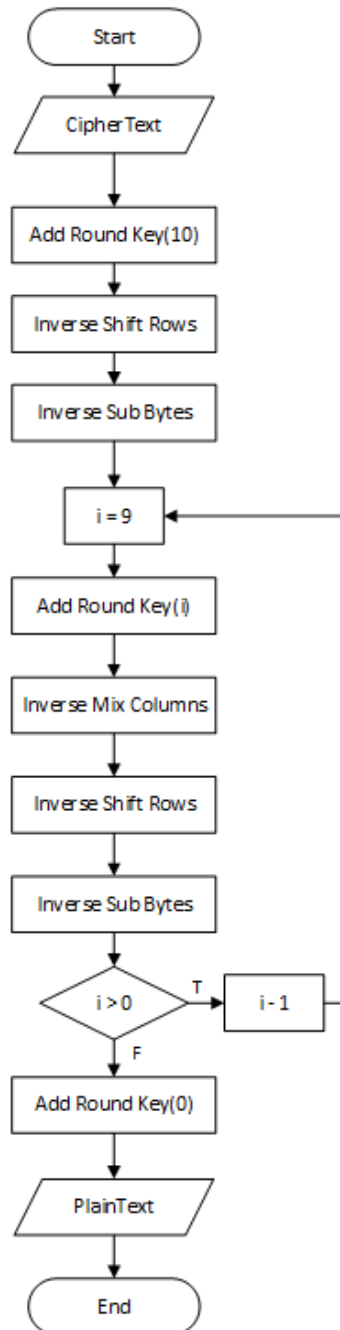 Start
CipherText
Add Round Key(10)
Inverse Shift Rows
Inverse Sub Bytes
i = 9
Add Round Key(i)
Inverse Mix Columns
Inverse Shift Rows
Inverse Sub Bytes
i > 0
T
i - 1
F
Add Round Key(0)
PlainText
End